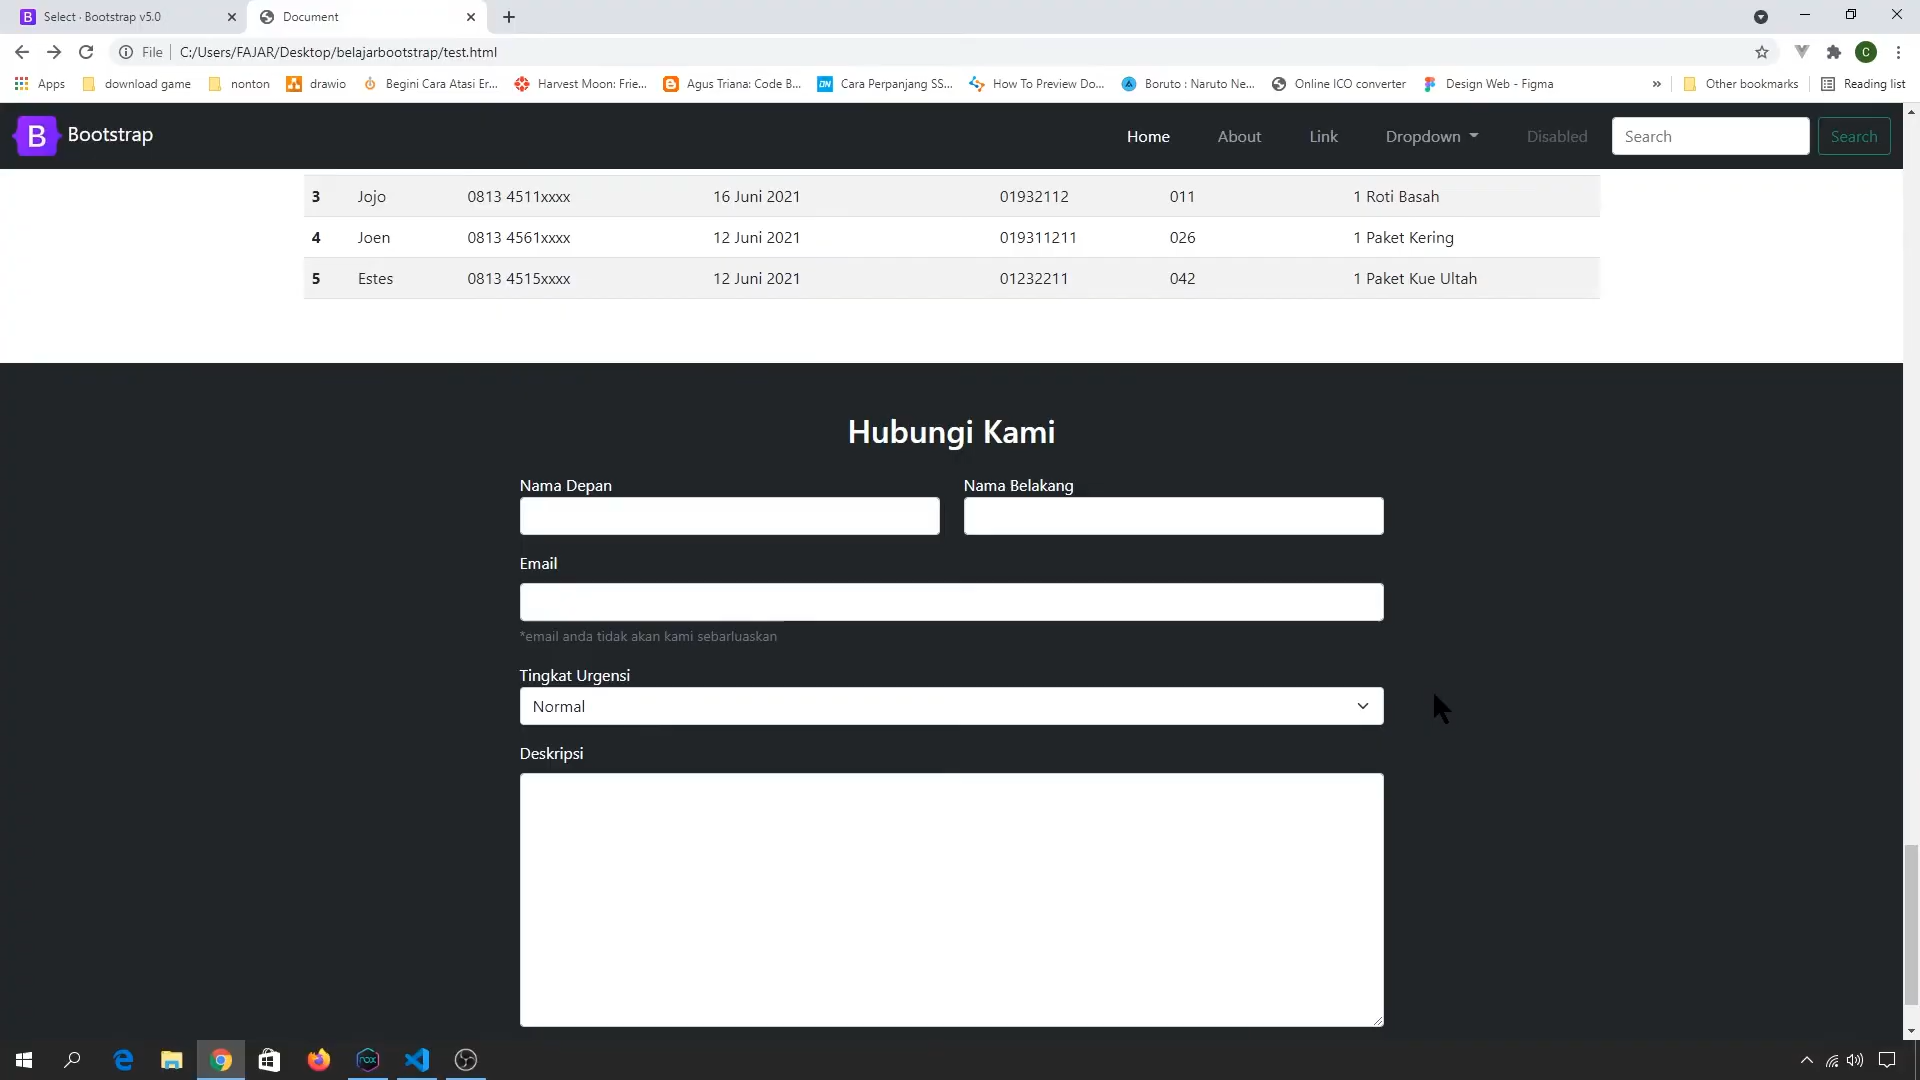 Select · Bootstrap v5.0
Document
File
C:/Users/FAJAR/Desktop/belajarbootstrap/test.html
C
Apps
download game
nonton
drawio
Begini Cara Atasi Er...
Harvest Moon: Frie...
Agus Triana: Code B...
Cara Perpanjang SS...
How To Preview Do...
Boruto : Naruto Ne...
Online ICO converter
Design Web - Figma
»
Other bookmarks
Reading list
B Bootstrap
Home
About
Link
Dropdown
Disabled
Search
Search
3 Jojo 0813 4511xxxx 16 Juni 2021 01932112 011 1 Roti Basah
4 Joen 0813 4561xxxx 12 Juni 2021 019311211 026 1 Paket Kering
5 Estes 0813 4515xxxx 12 Juni 2021 01232211 042 1 Paket Kue Ultah
Hubungi Kami
Nama Depan
Nama Belakang
Email
*email anda tidak akan kami sebarluaskan
Tingkat Urgensi
Normal
Deskripsi